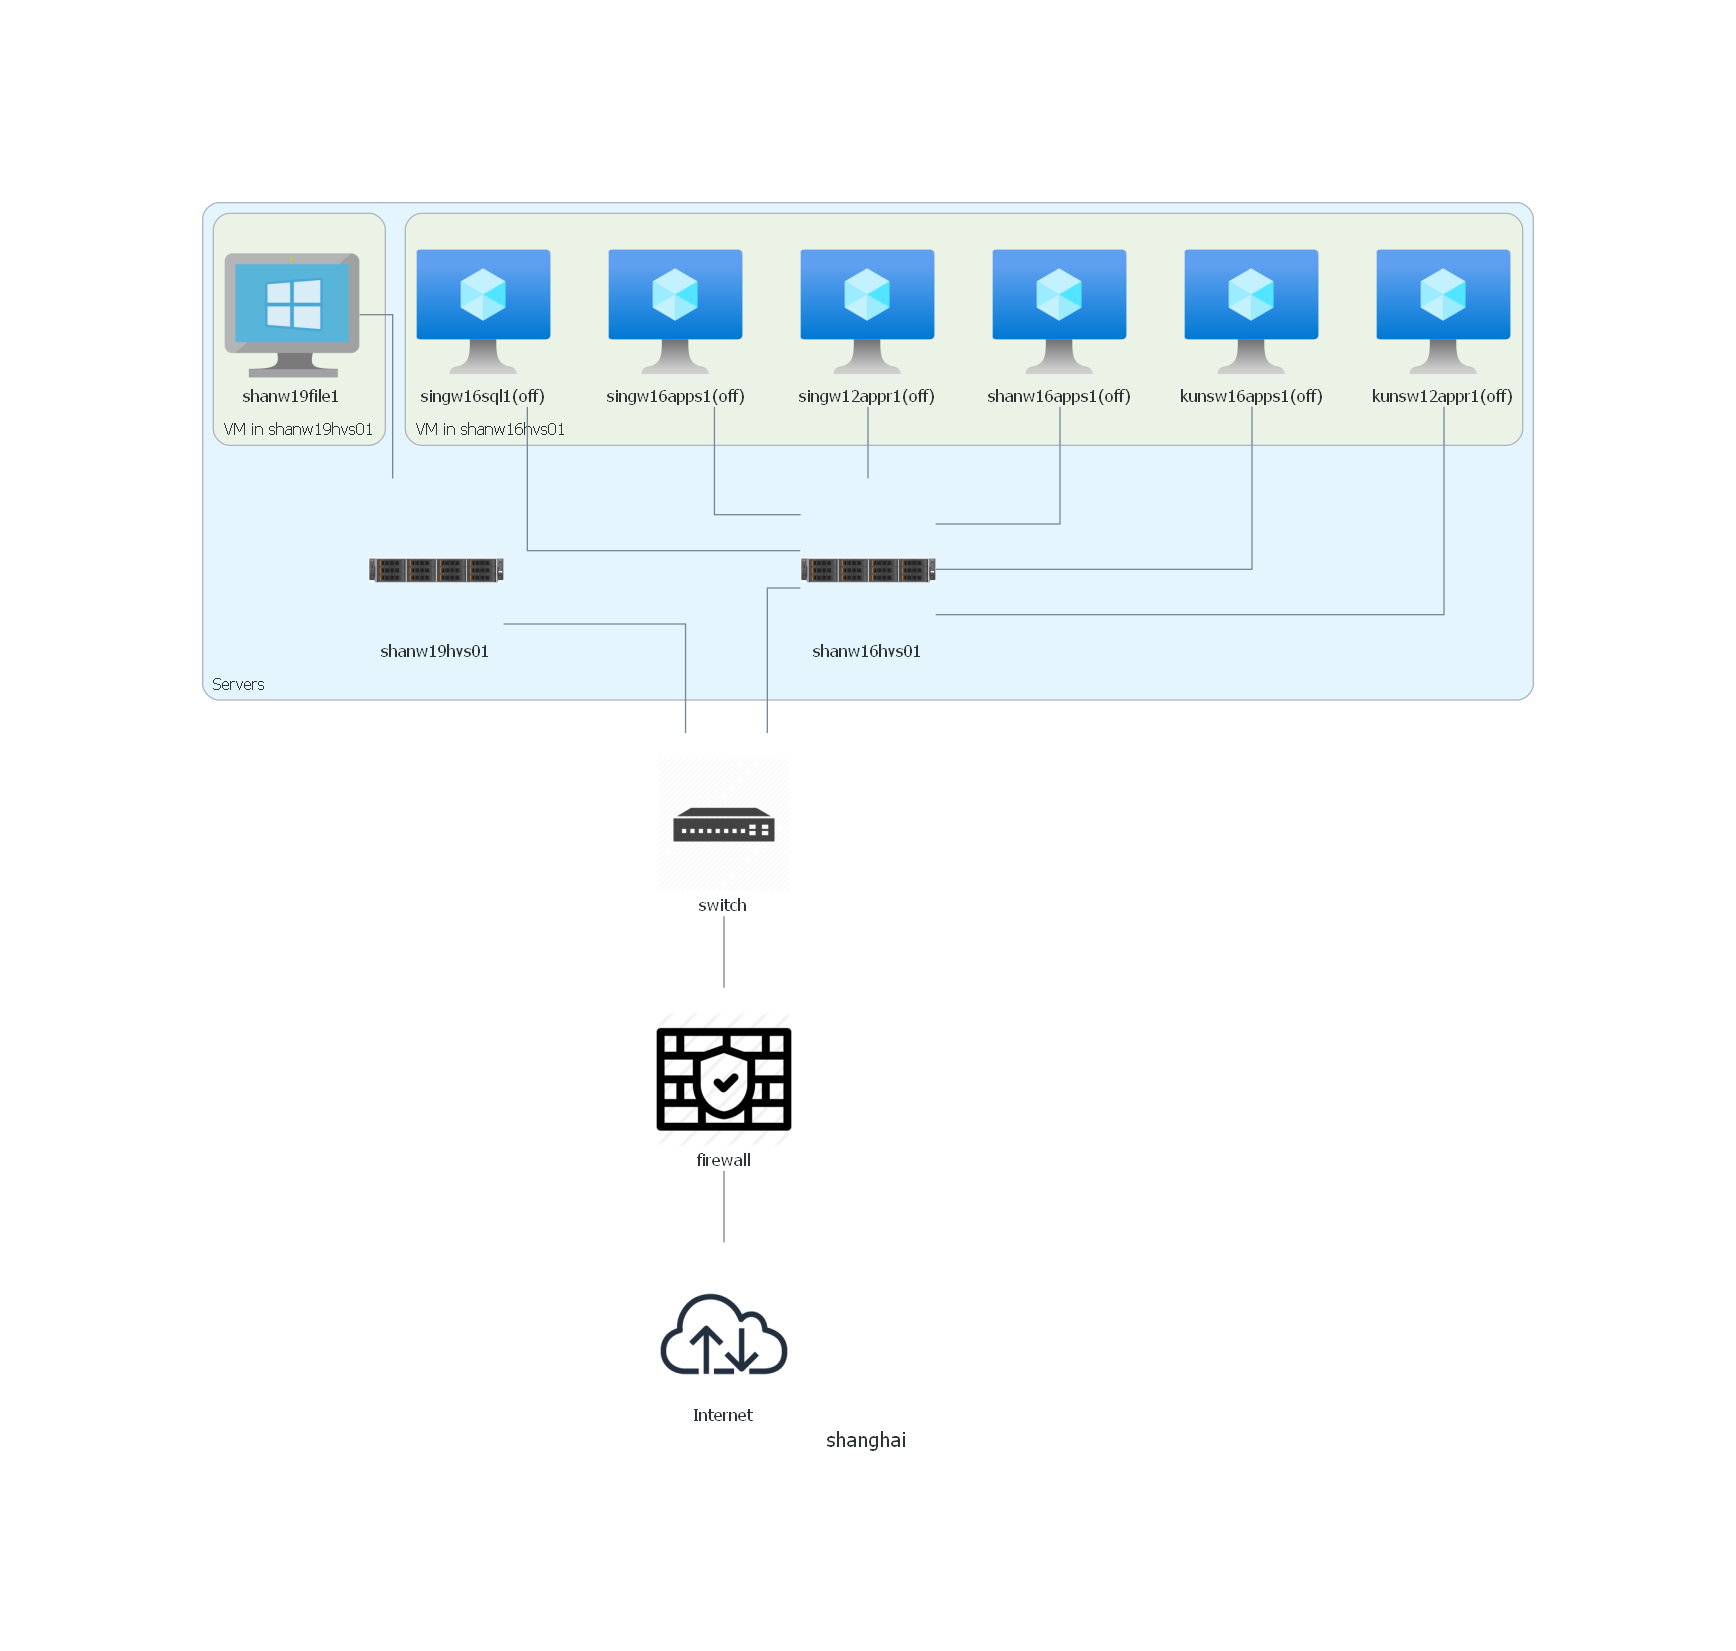 shanw19file1
singw16sql1(off)
singw16apps1(off)
singw12appr1(off)
shanw16apps1(off)
kunsw16apps1(off)
kunsw12appr1(off)
VM in shanw19hvs01
VM in shanw16hvs01
shanw19hvs01
shanw16hvs01
Servers
switch
firewall
Internet
shanghai